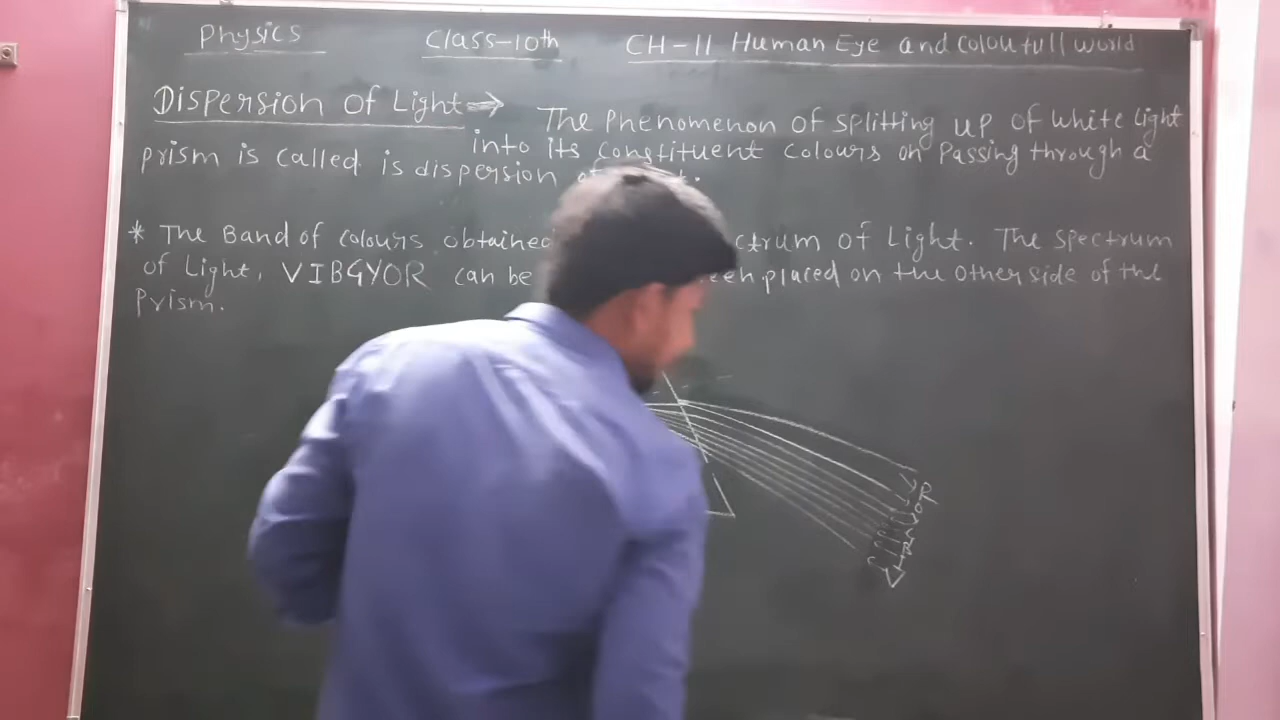 Physics Class-10th CH-11 Human Eye and Colourfull world
Dispersion of Light⇒ The Phenomenon of splitting up of white light
into its constituent colours on Passing through a
prism is called is dispersion of
* The Band of colours obtained ctrum of Light. The Spectrum
of Light, VIBGYOR can be placed on the other side of the
Prism.
R
O